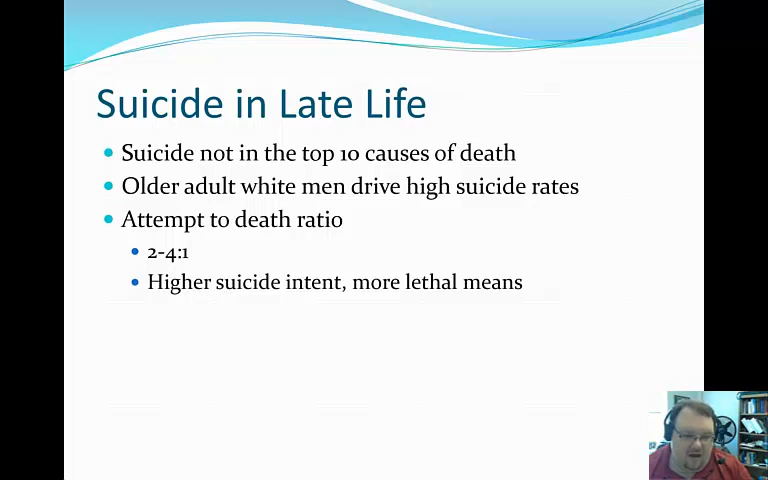 Suicide in Late Life
Suicide not in the top 10 causes of death
Older adult white men drive high suicide rates
Attempt to death ratio
2-4:1
Higher suicide intent, more lethal means